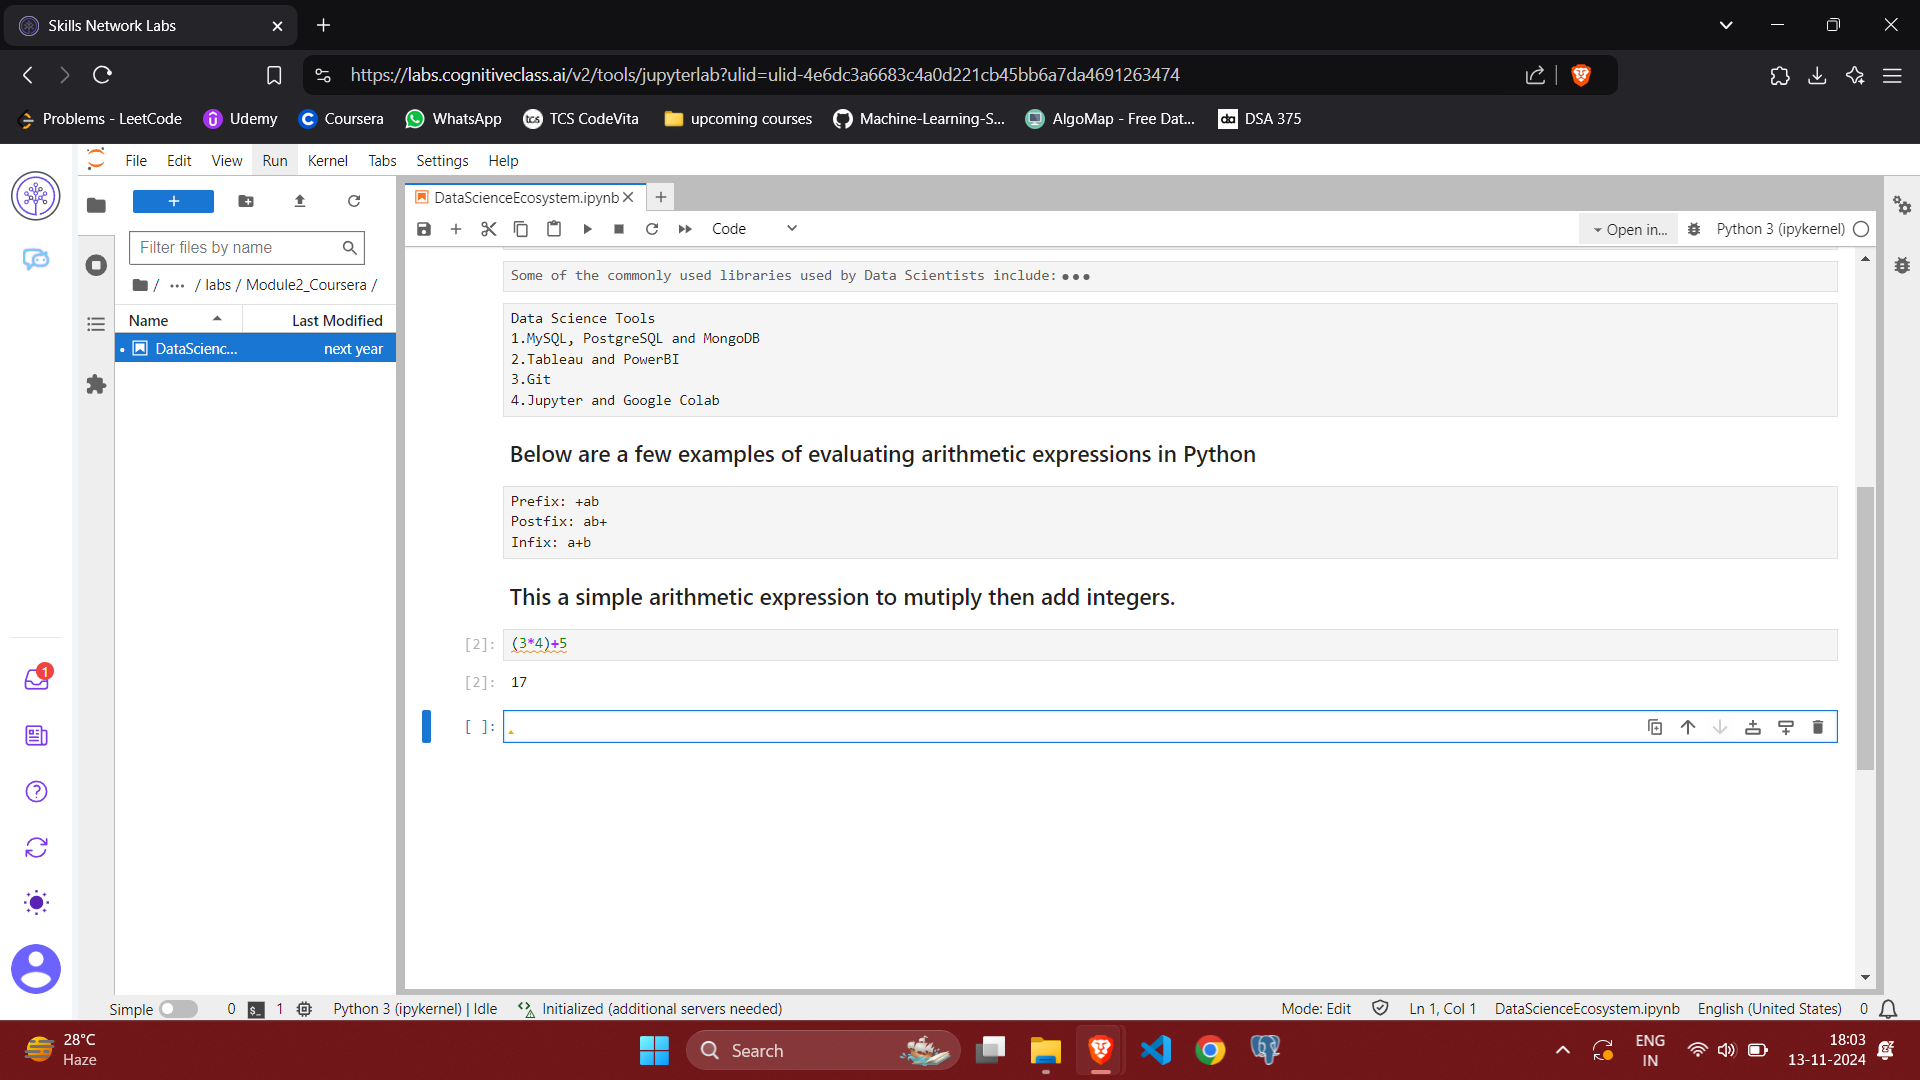 Skills Network Labs
https://labs.cognitiveclass.ai/v2/tools/jupyterlab?ulid=ulid-4e6dc3a6683c4a0d221cb45bb6a7da4691263474
Problems - LeetCode Udemy Coursera WhatsApp TCS CodeVita upcoming courses Machine-Learning-S... AlgoMap - Free Dat... DSA 375
File Edit View Run Kernel Tabs Settings Help
DataScienceEcosystem.ipynb
Code Open in... Python 3 (ipykernel)
Filter files by name
/ ... / labs / Module2_Coursera /
Name Last Modified
DataScienc... next year
Some of the commonly used libraries used by Data Scientists include:
Data Science Tools
1.MySQL, PostgreSQL and MongoDB
2.Tableau and PowerBI
3.Git
4.Jupyter and Google Colab
Below are a few examples of evaluating arithmetic expressions in Python
Prefix: +ab
Postfix: ab+
Infix: a+b
This a simple arithmetic expression to mutiply then add integers.
[2]: (3*4)+5
[2]: 17
[ ]:
1
Simple 0 1 Python 3 (ipykernel) | Idle Initialized (additional servers needed) Mode: Edit Ln 1, Col 1 DataScienceEcosystem.ipynb English (United States) 0
28°C
Haze
Search
ENG
IN
18:03
13-11-2024